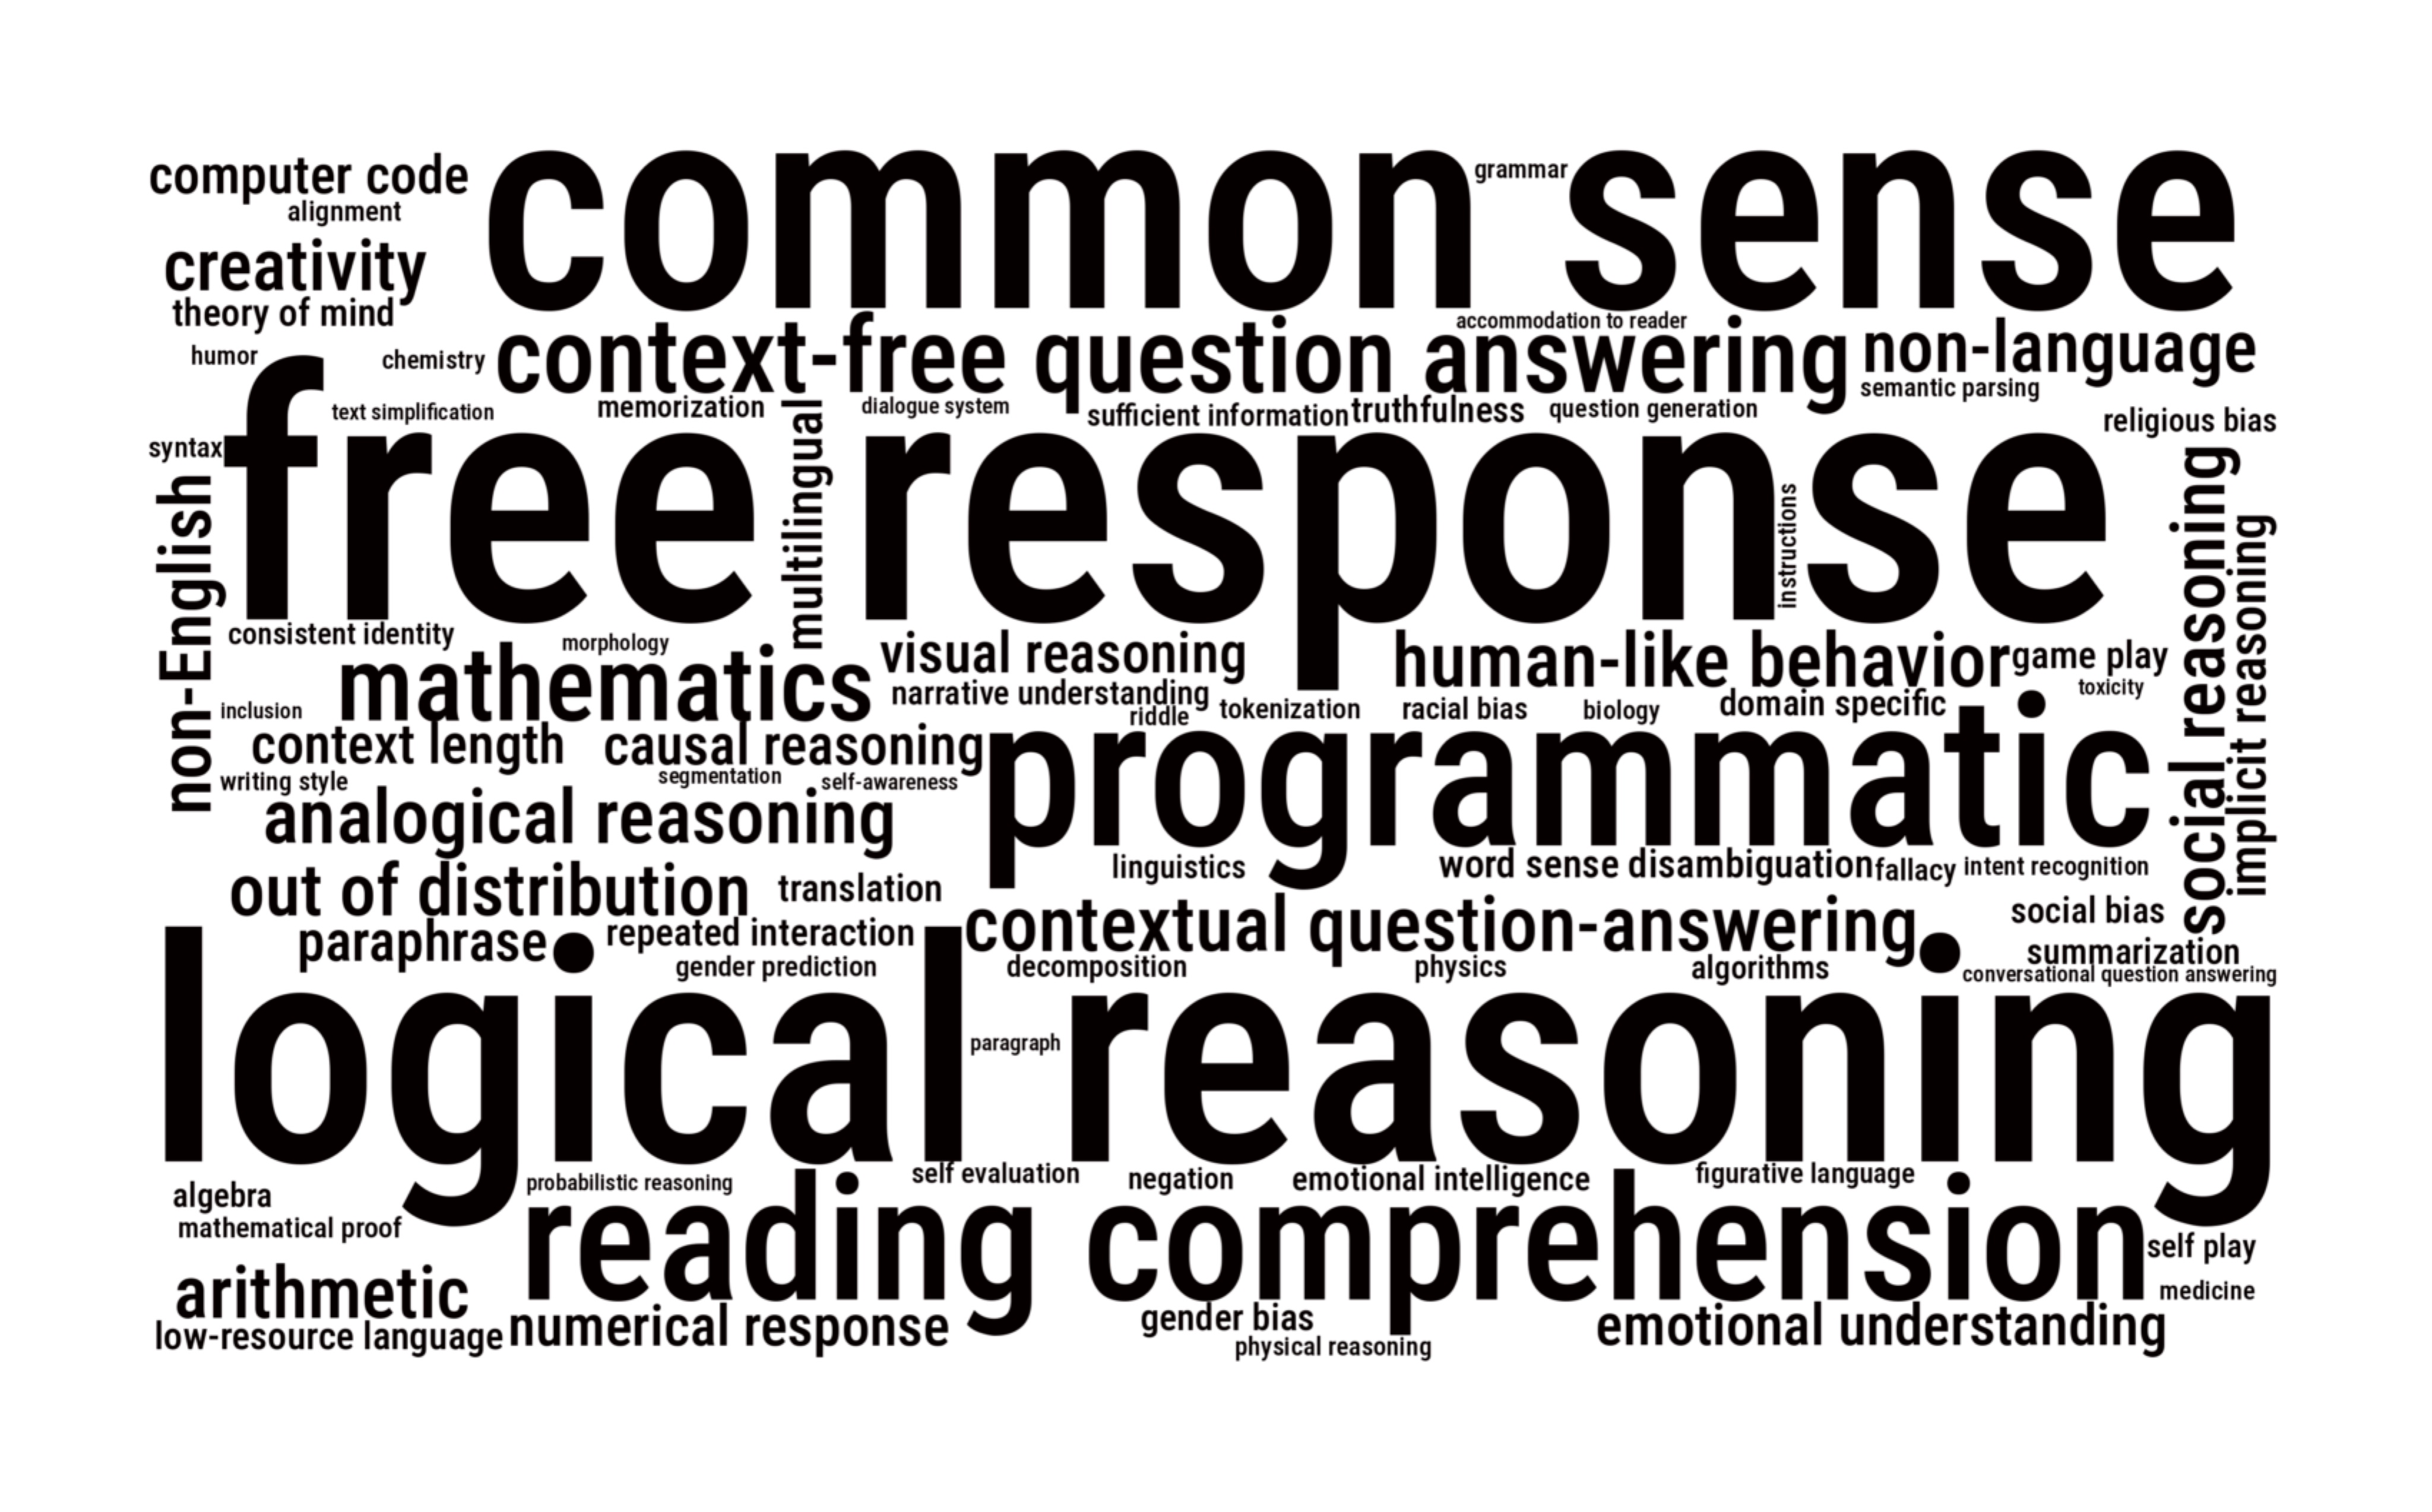 computer code
common sense
grammar
alignment
creativity
theory of mind
accommodation to reader
humor
chemistry
context-free question answering
non-language
semantic parsing
text simplification
memorization
dialogue system
sufficient information
truthfulness
question generation
religious bias
syntax
free response
multilingual
instructions
non-English
social reasoning
implicit reasoning
consistent identity
morphology
mathematics
visual reasoning
human-like behavior
game play
narrative understanding
toxicity
inclusion
riddle
tokenization
racial bias
biology
domain specific
context length
causal reasoning
programmatic
writing style
segmentation
self-awareness
analogical reasoning
linguistics
word sense disambiguation
fallacy
intent recognition
out of distribution
translation
contextual question-answering
social bias
paraphrase
repeated interaction
summarization
gender prediction
decomposition
physics
algorithms
conversational question answering
logical reasoning
paragraph
algebra
probabilistic reasoning
self evaluation
negation
emotional intelligence
figurative language
mathematical proof
reading comprehension
self play
arithmetic
medicine
low-resource language
numerical response
gender bias
emotional understanding
physical reasoning